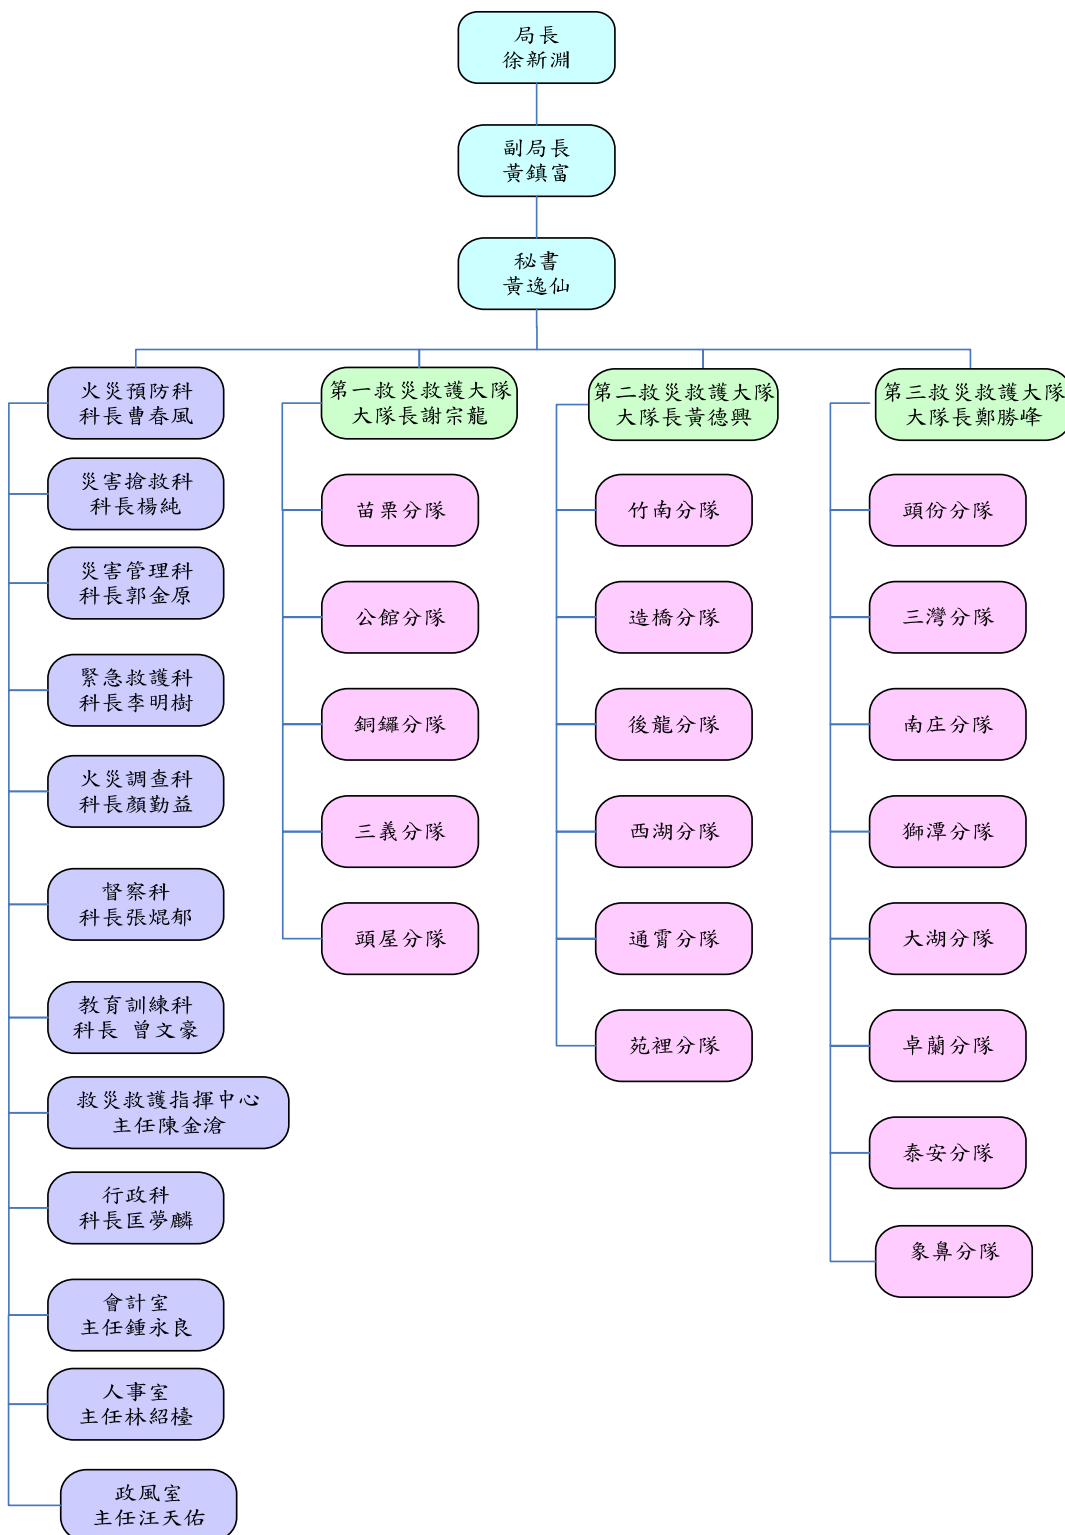 局長
徐新淵
副局長
黃鎮富
秘書
黃逸仙
火災預防科
科長曹春風
災害搶救科
科長楊純
災害管理科
科長郭金原
緊急救護科
科長李明樹
火災調查科
科長顏勤益
督察科
科長張焜郁
教育訓練科
科長 曾文豪
救災救護指揮中心
主任陳金滄
行政科
科長匡夢麟
會計室
主任鍾永良
人事室
主任林紹檯
政風室
主任汪天佑
第一救災救護大隊
大隊長謝宗龍
苗栗分隊
公館分隊
銅鑼分隊
三義分隊
頭屋分隊
第二救災救護大隊
大隊長黃德興
竹南分隊
造橋分隊
後龍分隊
西湖分隊
通霄分隊
苑裡分隊
第三救災救護大隊
大隊長鄭勝峰
頭份分隊
三灣分隊
南庄分隊
獅潭分隊
大湖分隊
卓蘭分隊
泰安分隊
象鼻分隊